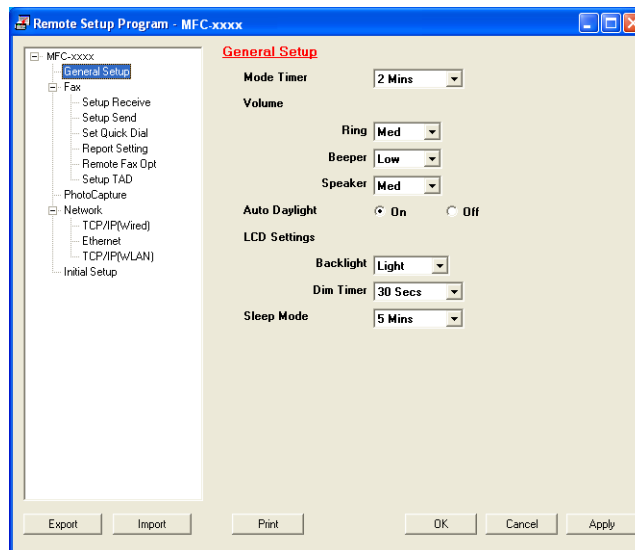 Remote Setup Program - MFC-xxxx
MFC-xxxx
General Setup
Fax
Setup Receive
Setup Send
Set Quick Dial
Report Setting
Remote Fax Opt
Setup TAD
PhotoCapture
Network
TCP/IP(Wired)
Ethernet
TCP/IP(WLAN)
Initial Setup
General Setup
Mode Timer 2 Mins
Volume
Ring Med
Beeper Low
Speaker Med
Auto Daylight On Off
LCD Settings
Backlight Light
Dim Timer 30 Secs
Sleep Mode 5 Mins
Export Import Print OK Cancel Apply